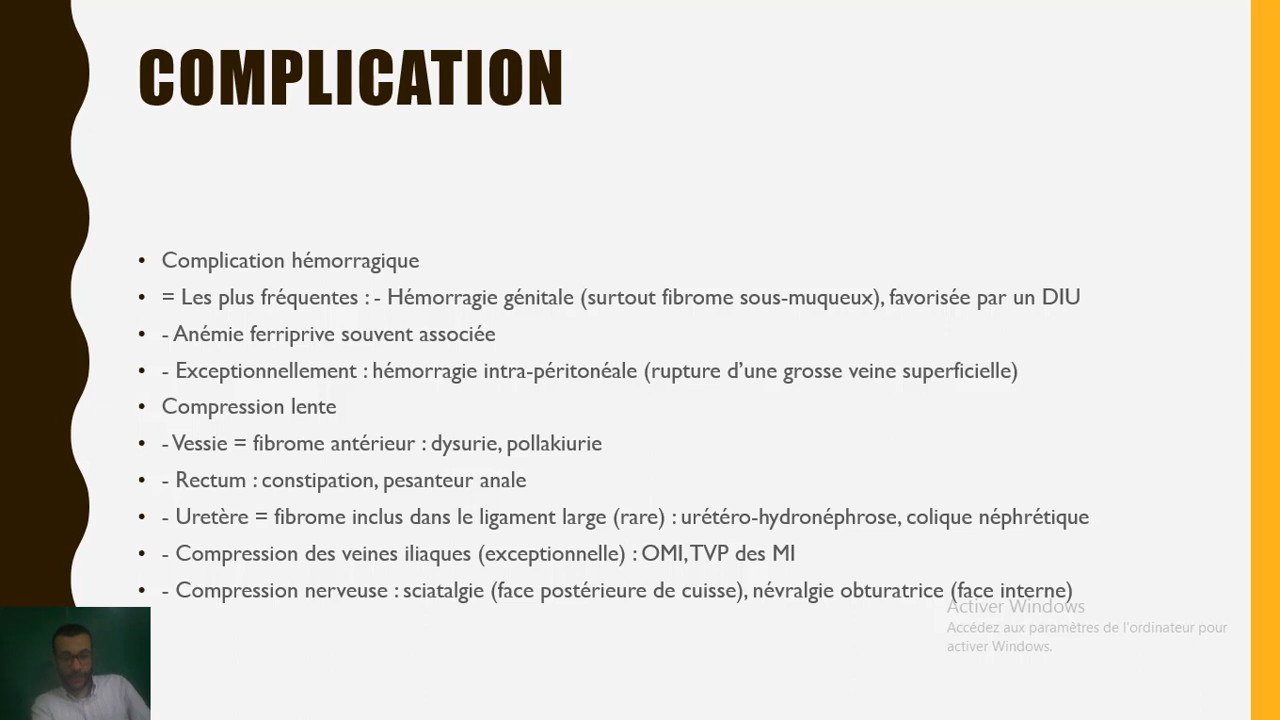 COMPLICATION
• Complication hémorragique
• = Les plus fréquentes : - Hémorragie génitale (surtout fibrome sous-muqueux), favorisée par un DIU
• - Anémie ferriprive souvent associée
• - Exceptionnellement : hémorragie intra-péritonéale (rupture d’une grosse veine superficielle)
• Compression lente
• - Vessie = fibrome antérieur : dysurie, pollakiurie
• - Rectum : constipation, pesanteur anale
• - Uretère = fibrome inclus dans le ligament large (rare) : urétéro-hydronéphrose, colique néphrétique
• - Compression des veines iliaques (exceptionnelle) : OMI, TVP des MI
• - Compression nerveuse : sciatalgie (face postérieure de cuisse), névralgie obturatrice (face interne)
Activer Windows
Accédez aux paramètres de l'ordinateur pour
activer Windows.